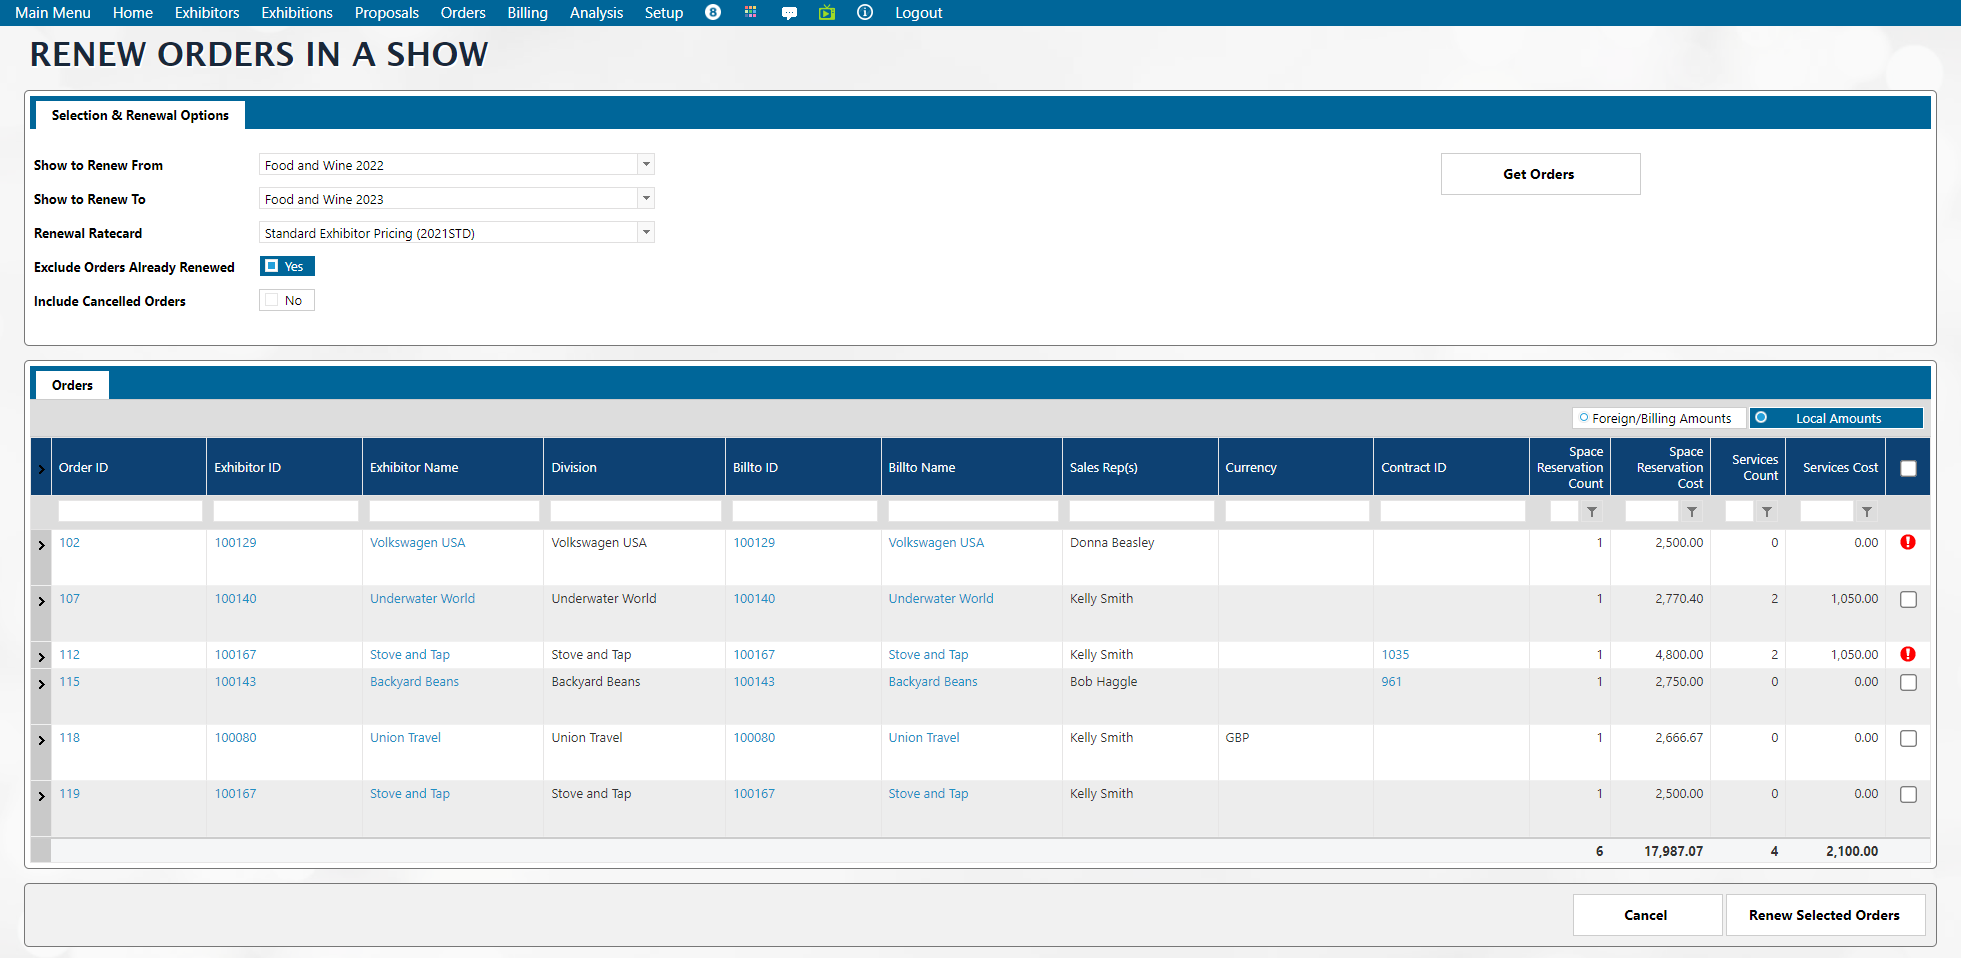 Main Menu Home Exhibitors Exhibitions Proposals Orders Billing Analysis Setup 8 Logout
RENEW ORDERS IN A SHOW
Selection & Renewal Options
Show to Renew From Food and Wine 2022
Get Orders
Show to Renew To Food and Wine 2023
Renewal Ratecard Standard Exhibitor Pricing (2021STD)
Exclude Orders Already Renewed Yes
Include Cancelled Orders No
Orders
Foreign/Billing Amounts Local Amounts
Order ID Exhibitor ID Exhibitor Name Division Billto ID Billto Name Sales Rep(s) Currency Contract ID Space Reservation Count Space Reservation Cost Services Count Services Cost
102 100129 Volkswagen USA Volkswagen USA 100129 Volkswagen USA Donna Beasley 1 2,500.00 0 0.00
107 100140 Underwater World Underwater World 100140 Underwater World Kelly Smith 1 2,770.40 2 1,050.00
112 100167 Stove and Tap Stove and Tap 100167 Stove and Tap Kelly Smith 1035 1 4,800.00 2 1,050.00
115 100143 Backyard Beans Backyard Beans 100143 Backyard Beans Bob Haggle 961 1 2,750.00 0 0.00
118 100080 Union Travel Union Travel 100080 Union Travel Kelly Smith GBP 1 2,666.67 0 0.00
119 100167 Stove and Tap Stove and Tap 100167 Stove and Tap Kelly Smith 1 2,500.00 0 0.00
6 17,987.07 4 2,100.00
Cancel Renew Selected Orders